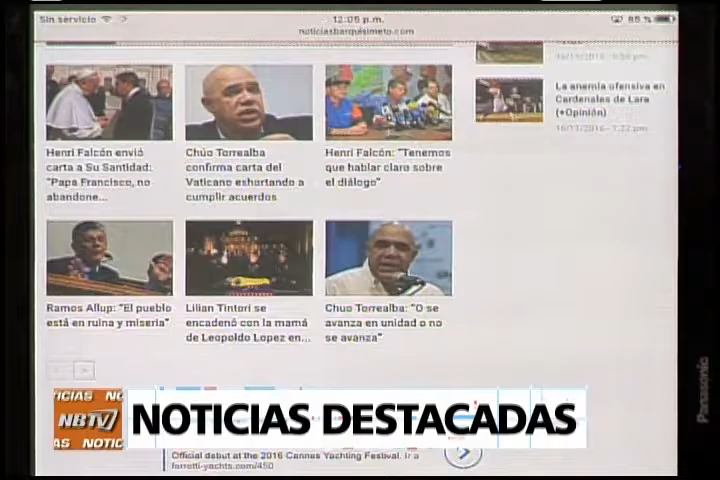 Sin servicio
12:05 p.m.
85 %
noticiasbarquisimeto.com
La anemia ofensiva en
Cardenales de Lara
(+Opinión)
Henri Falcón envió
carta a Su Santidad:
"Papa Francisco, no
abandone...
Chúo Torrealba
confirma carta del
Vaticano exhortando a
cumplir acuerdos
Henri Falcón: "Tenemos
que hablar claro sobre
el diálogo"
Ramos Allup: "El pueblo
está en ruina y miseria"
Lilian Tintori se
encadenó con la mamá
de Leopoldo Lopez en...
Chuo Torrealba: "O se
avanza en unidad o no
se avanza"
NOTICIAS
NBTV
NOTICIAS DESTACADAS
Official debut at the 2016 Cannes Yachting Festival.
ferretti-yachts.com/450
Panasonic